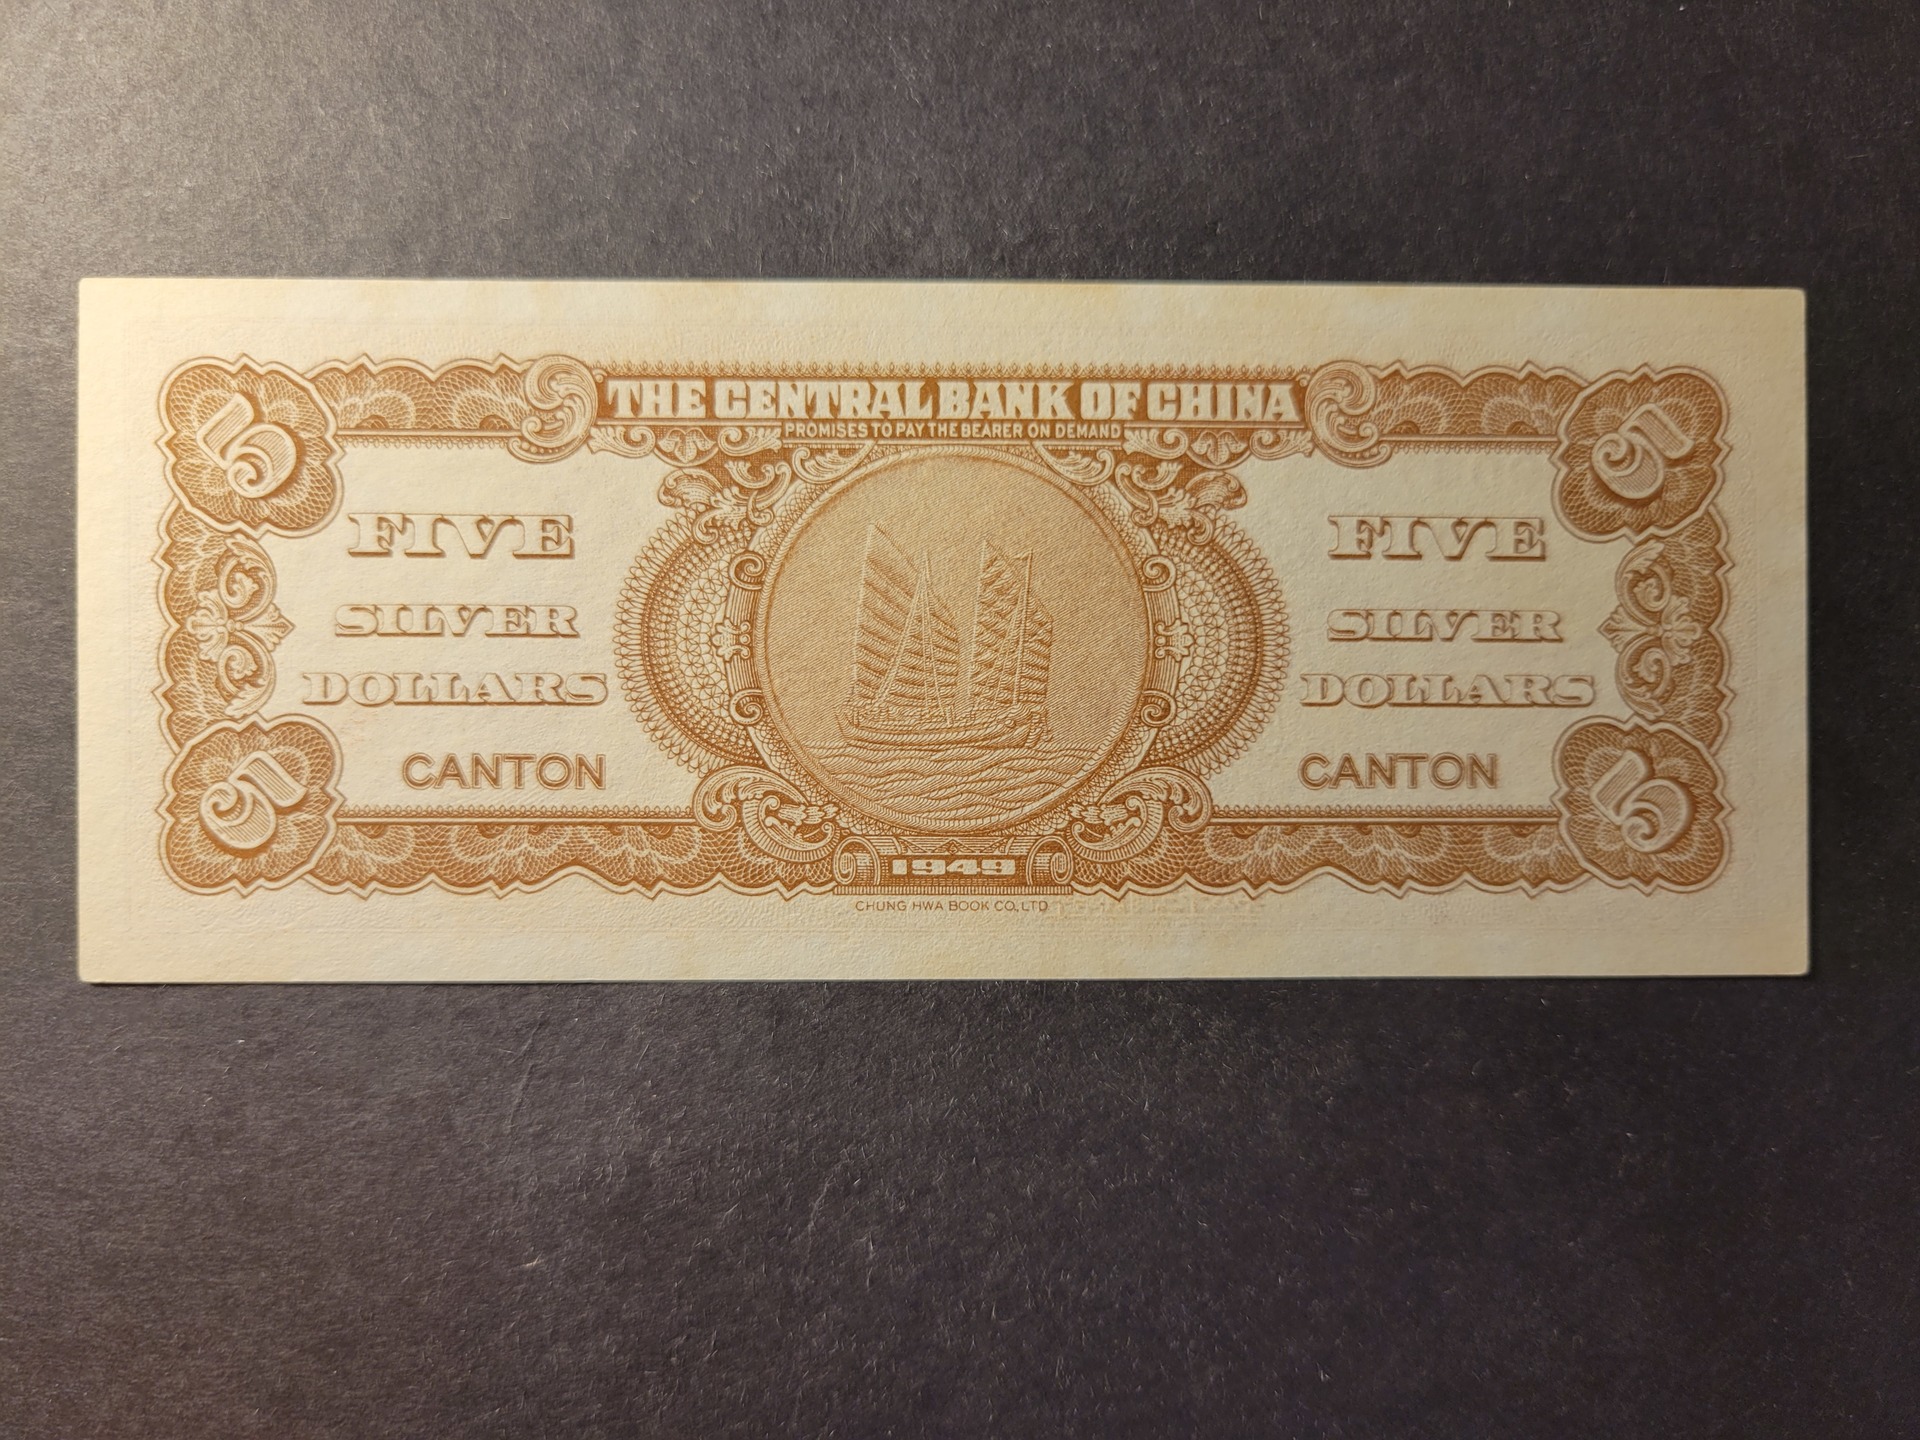 5 THE CENTRAL BANK OF CHINA 5
PROMISES TO PAY THE BEARER ON DEMAND
FIVE FIVE
SILVER SILVER
DOLLARS DOLLARS
CANTON CANTON
5 1949 5
CHUNG HWA BOOK CO., LTD